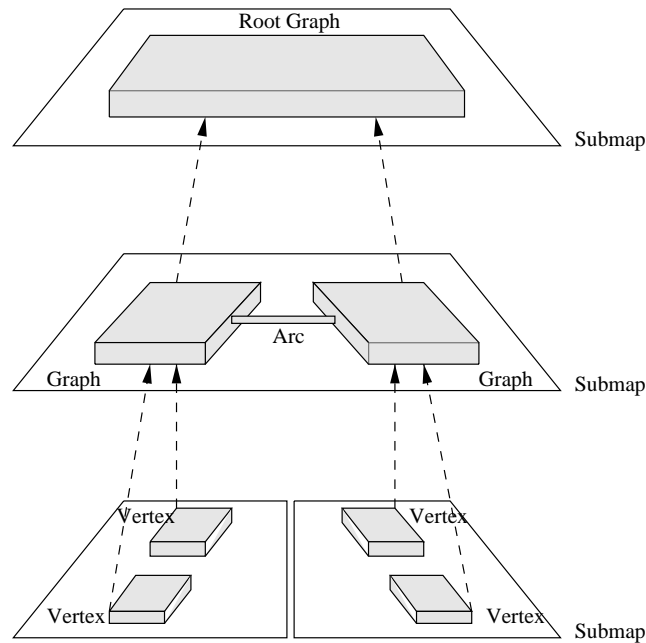 Root Graph
Submap
Arc
Graph
Graph
Submap
Vertex
Vertex
Vertex
Vertex
Submap